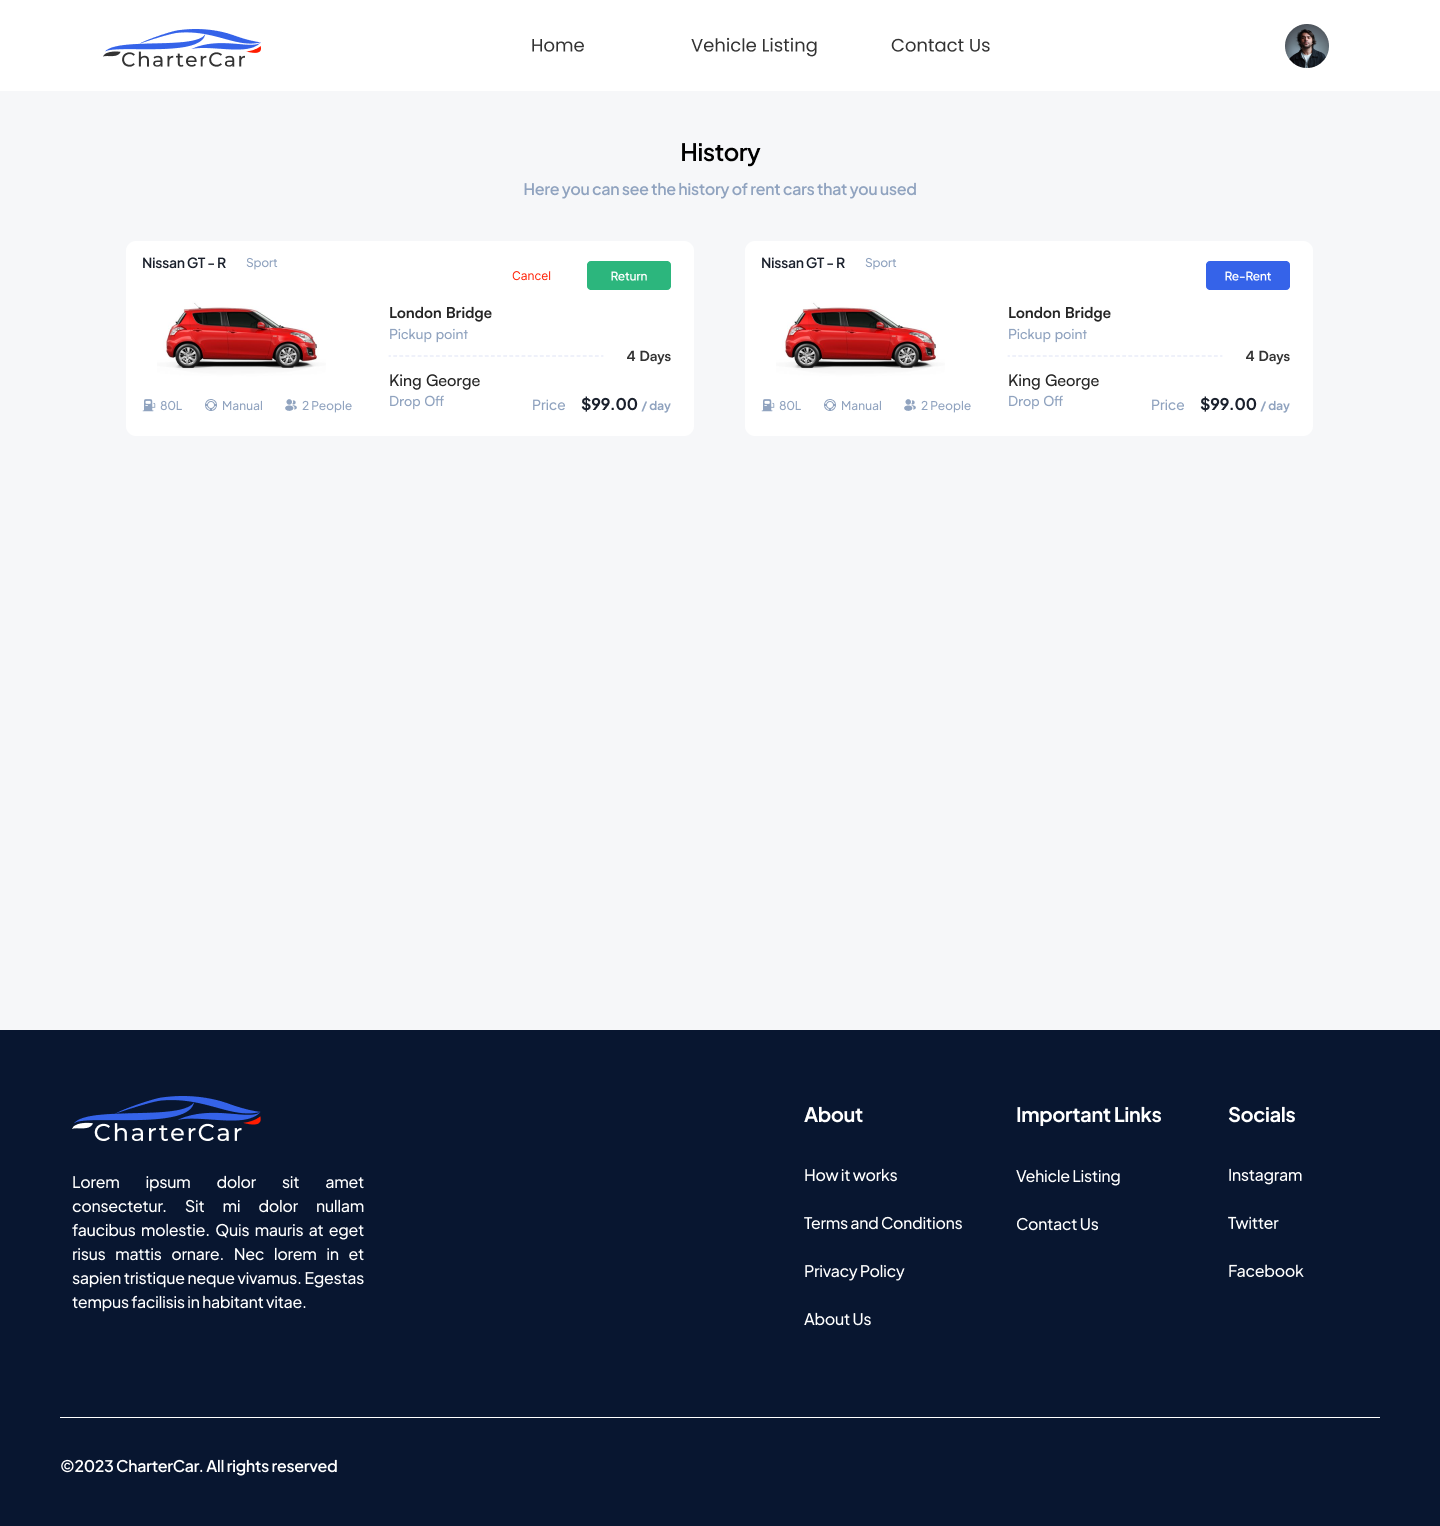 CharterCar
Home
Vehicle Listing
Contact Us
History
Here you can see the history of rent cars that you used
Nissan GT - R
Sport
Cancel
Return
London Bridge
Pickup point
4 Days
King George
Drop Off
80L
Manual
2 People
Price
$99.00 / day
Nissan GT - R
Sport
Re-Rent
London Bridge
Pickup point
4 Days
King George
Drop Off
80L
Manual
2 People
Price
$99.00 / day
CharterCar
Lorem ipsum dolor sit amet
consectetur. Sit mi dolor nullam
faucibus molestie. Quis mauris at eget
risus mattis ornare. Nec lorem in et
sapien tristique neque vivamus. Egestas
tempus facilisis in habitant vitae.
About
How it works
Terms and Conditions
Privacy Policy
About Us
Important Links
Vehicle Listing
Contact Us
Socials
Instagram
Twitter
Facebook
©2023 CharterCar. All rights reserved